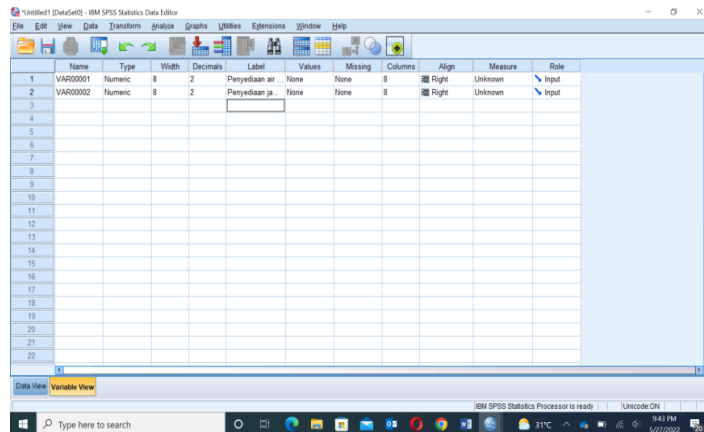 *Untitled1 [DataSet0] - IBM SPSS Statistics Data Editor
File Edit View Data Transform Analyze Graphs Utilities Extensions Window Help
Name Type Width Decimals Label Values Missing Columns Align Measure Role
1 VAR00001 Numeric 8 2 Penyediaan air ... None None 8 Right Unknown Input
2 VAR00002 Numeric 8 2 Penyediaan ja... None None 8 Right Unknown Input
3
4
5
6
7
8
9
10
11
12
13
14
15
16
17
18
19
20
21
22
Data View Variable View
IBM SPSS Statistics Processor is ready Unicode:ON
Type here to search
31°C
9:43 PM
5/27/2022
20